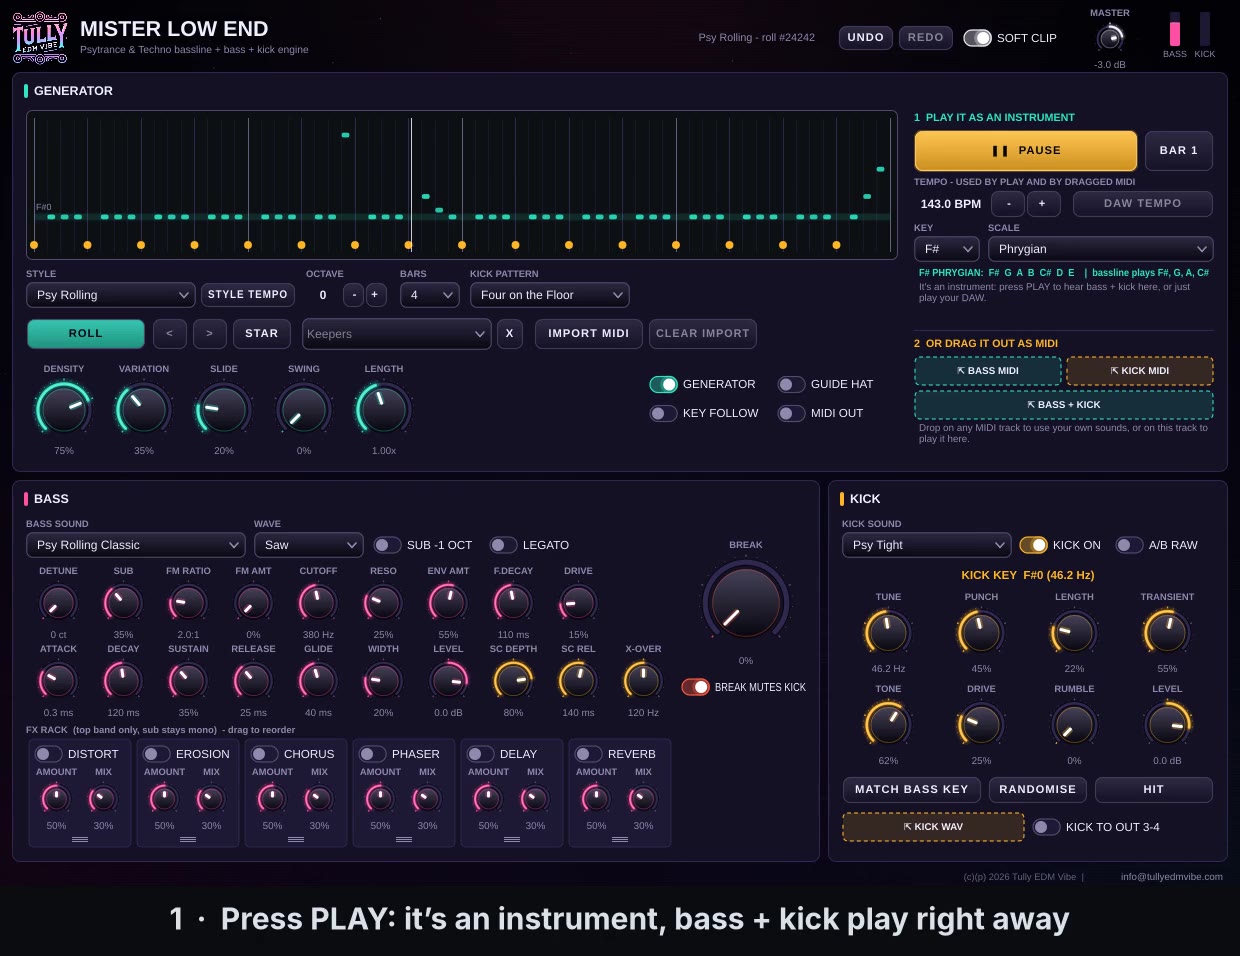 TULLY
EDM VIBE
MISTER LOW END
Psytrance & Techno bassline + bass + kick engine
Psy Rolling - roll #24242
UNDO
REDO
SOFT CLIP
MASTER
-3.0 dB
BASS
KICK
GENERATOR
F#0
1 PLAY IT AS AN INSTRUMENT
PAUSE
BAR 1
TEMPO - USED BY PLAY AND BY DRAGGED MIDI
143.0 BPM
-
+
DAW TEMPO
KEY
SCALE
F#
Phrygian
F# PHRYGIAN: F# G A B C# D E | bassline plays F#, G, A, C#
It's an instrument: press PLAY to hear bass + kick here, or just
play your DAW.
STYLE
OCTAVE
BARS
KICK PATTERN
Psy Rolling
STYLE TEMPO
0
-
+
4
Four on the Floor
ROLL
<
>
STAR
Keepers
X
IMPORT MIDI
CLEAR IMPORT
2 OR DRAG IT OUT AS MIDI
BASS MIDI
KICK MIDI
BASS + KICK
Drop on any MIDI track to use your own sounds, or on this track to
play it here.
DENSITY
VARIATION
SLIDE
SWING
LENGTH
75%
35%
20%
0%
1.00x
GENERATOR
GUIDE HAT
KEY FOLLOW
MIDI OUT
BASS
BASS SOUND
WAVE
Psy Rolling Classic
Saw
SUB -1 OCT
LEGATO
DETUNE
SUB
FM RATIO
FM AMT
CUTOFF
RESO
ENV AMT
F.DECAY
DRIVE
0 ct
35%
2.0:1
0%
380 Hz
25%
55%
110 ms
15%
ATTACK
DECAY
SUSTAIN
RELEASE
GLIDE
WIDTH
LEVEL
SC DEPTH
SC REL
X-OVER
0.3 ms
120 ms
35%
25 ms
40 ms
20%
0.0 dB
80%
140 ms
120 Hz
BREAK
0%
BREAK MUTES KICK
FX RACK (top band only, sub stays mono) - drag to reorder
DISTORT
EROSION
CHORUS
PHASER
DELAY
REVERB
AMOUNT MIX
AMOUNT MIX
AMOUNT MIX
AMOUNT MIX
AMOUNT MIX
AMOUNT MIX
50% 30%
50% 30%
50% 30%
50% 30%
50% 30%
50% 30%
KICK
KICK SOUND
Psy Tight
KICK ON
A/B RAW
KICK KEY F#0 (46.2 Hz)
TUNE
PUNCH
LENGTH
TRANSIENT
46.2 Hz
45%
22%
55%
TONE
DRIVE
RUMBLE
LEVEL
62%
25%
0%
0.0 dB
MATCH BASS KEY
RANDOMISE
HIT
KICK WAV
KICK TO OUT 3-4
(c)(p) 2026 Tully EDM Vibe |
info@tullyedmvibe.com
1 · Press PLAY: it's an instrument, bass + kick play right away